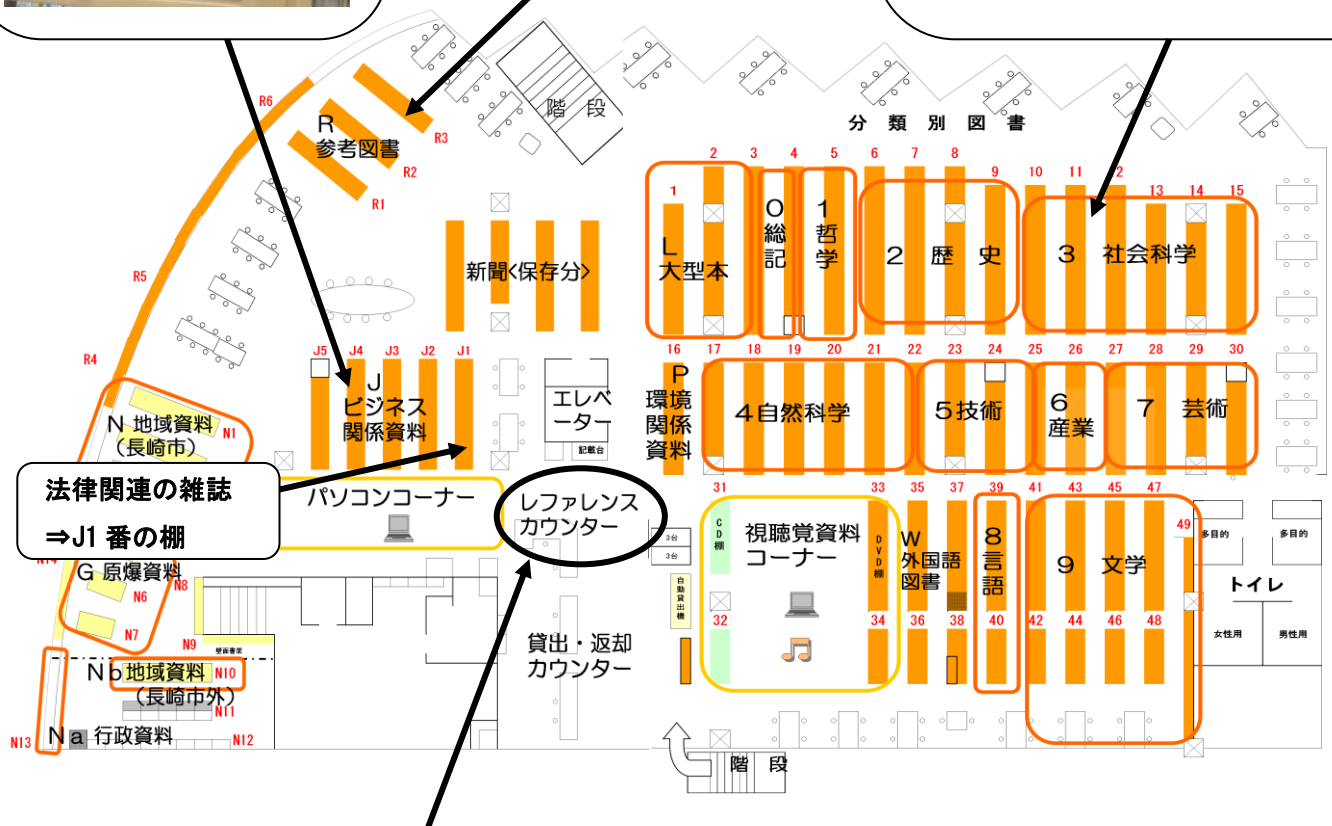 R6
階 段
R
参考図書
R3
R2
R1
R5
R4
分 類 別 図 書
1
2
3
4
5
6
7
8
9
10
11
12
13
14
15
L
大型本
0
総
記
1
哲
学
2 歴 史
3 社会科学
新聞<保存分>
J5
J4
J3
J2
J1
J
ビジネス
関係資料
エレベ
ーター
記載台
16
17
18
19
20
21
22
23
24
25
26
27
28
29
30
P
環境
関係
資料
4自然科学
5技術
6
産業
7 芸術
N 地域資料
(長崎市)
N1
法律関連の雑誌
⇒J1 番の棚
パソコンコーナー
レファレンス
カウンター
N14
G 原爆資料
N8
N6
N7
N9
壁面書架
Nb地域資料
(長崎市外)
N10
N11
N12
N13
Na 行政資料
貸出・返却
カウンター
3台
3台
自動貸出機
31
32
CD棚
視聴覚資料
コーナー
33
34
DVD棚
35
36
37
38
W
外国語
図書
39
40
8
言
語
41
43
45
47
42
44
46
48
49
9 文学
多目的
多目的
トイレ
女性用
男性用
階 段